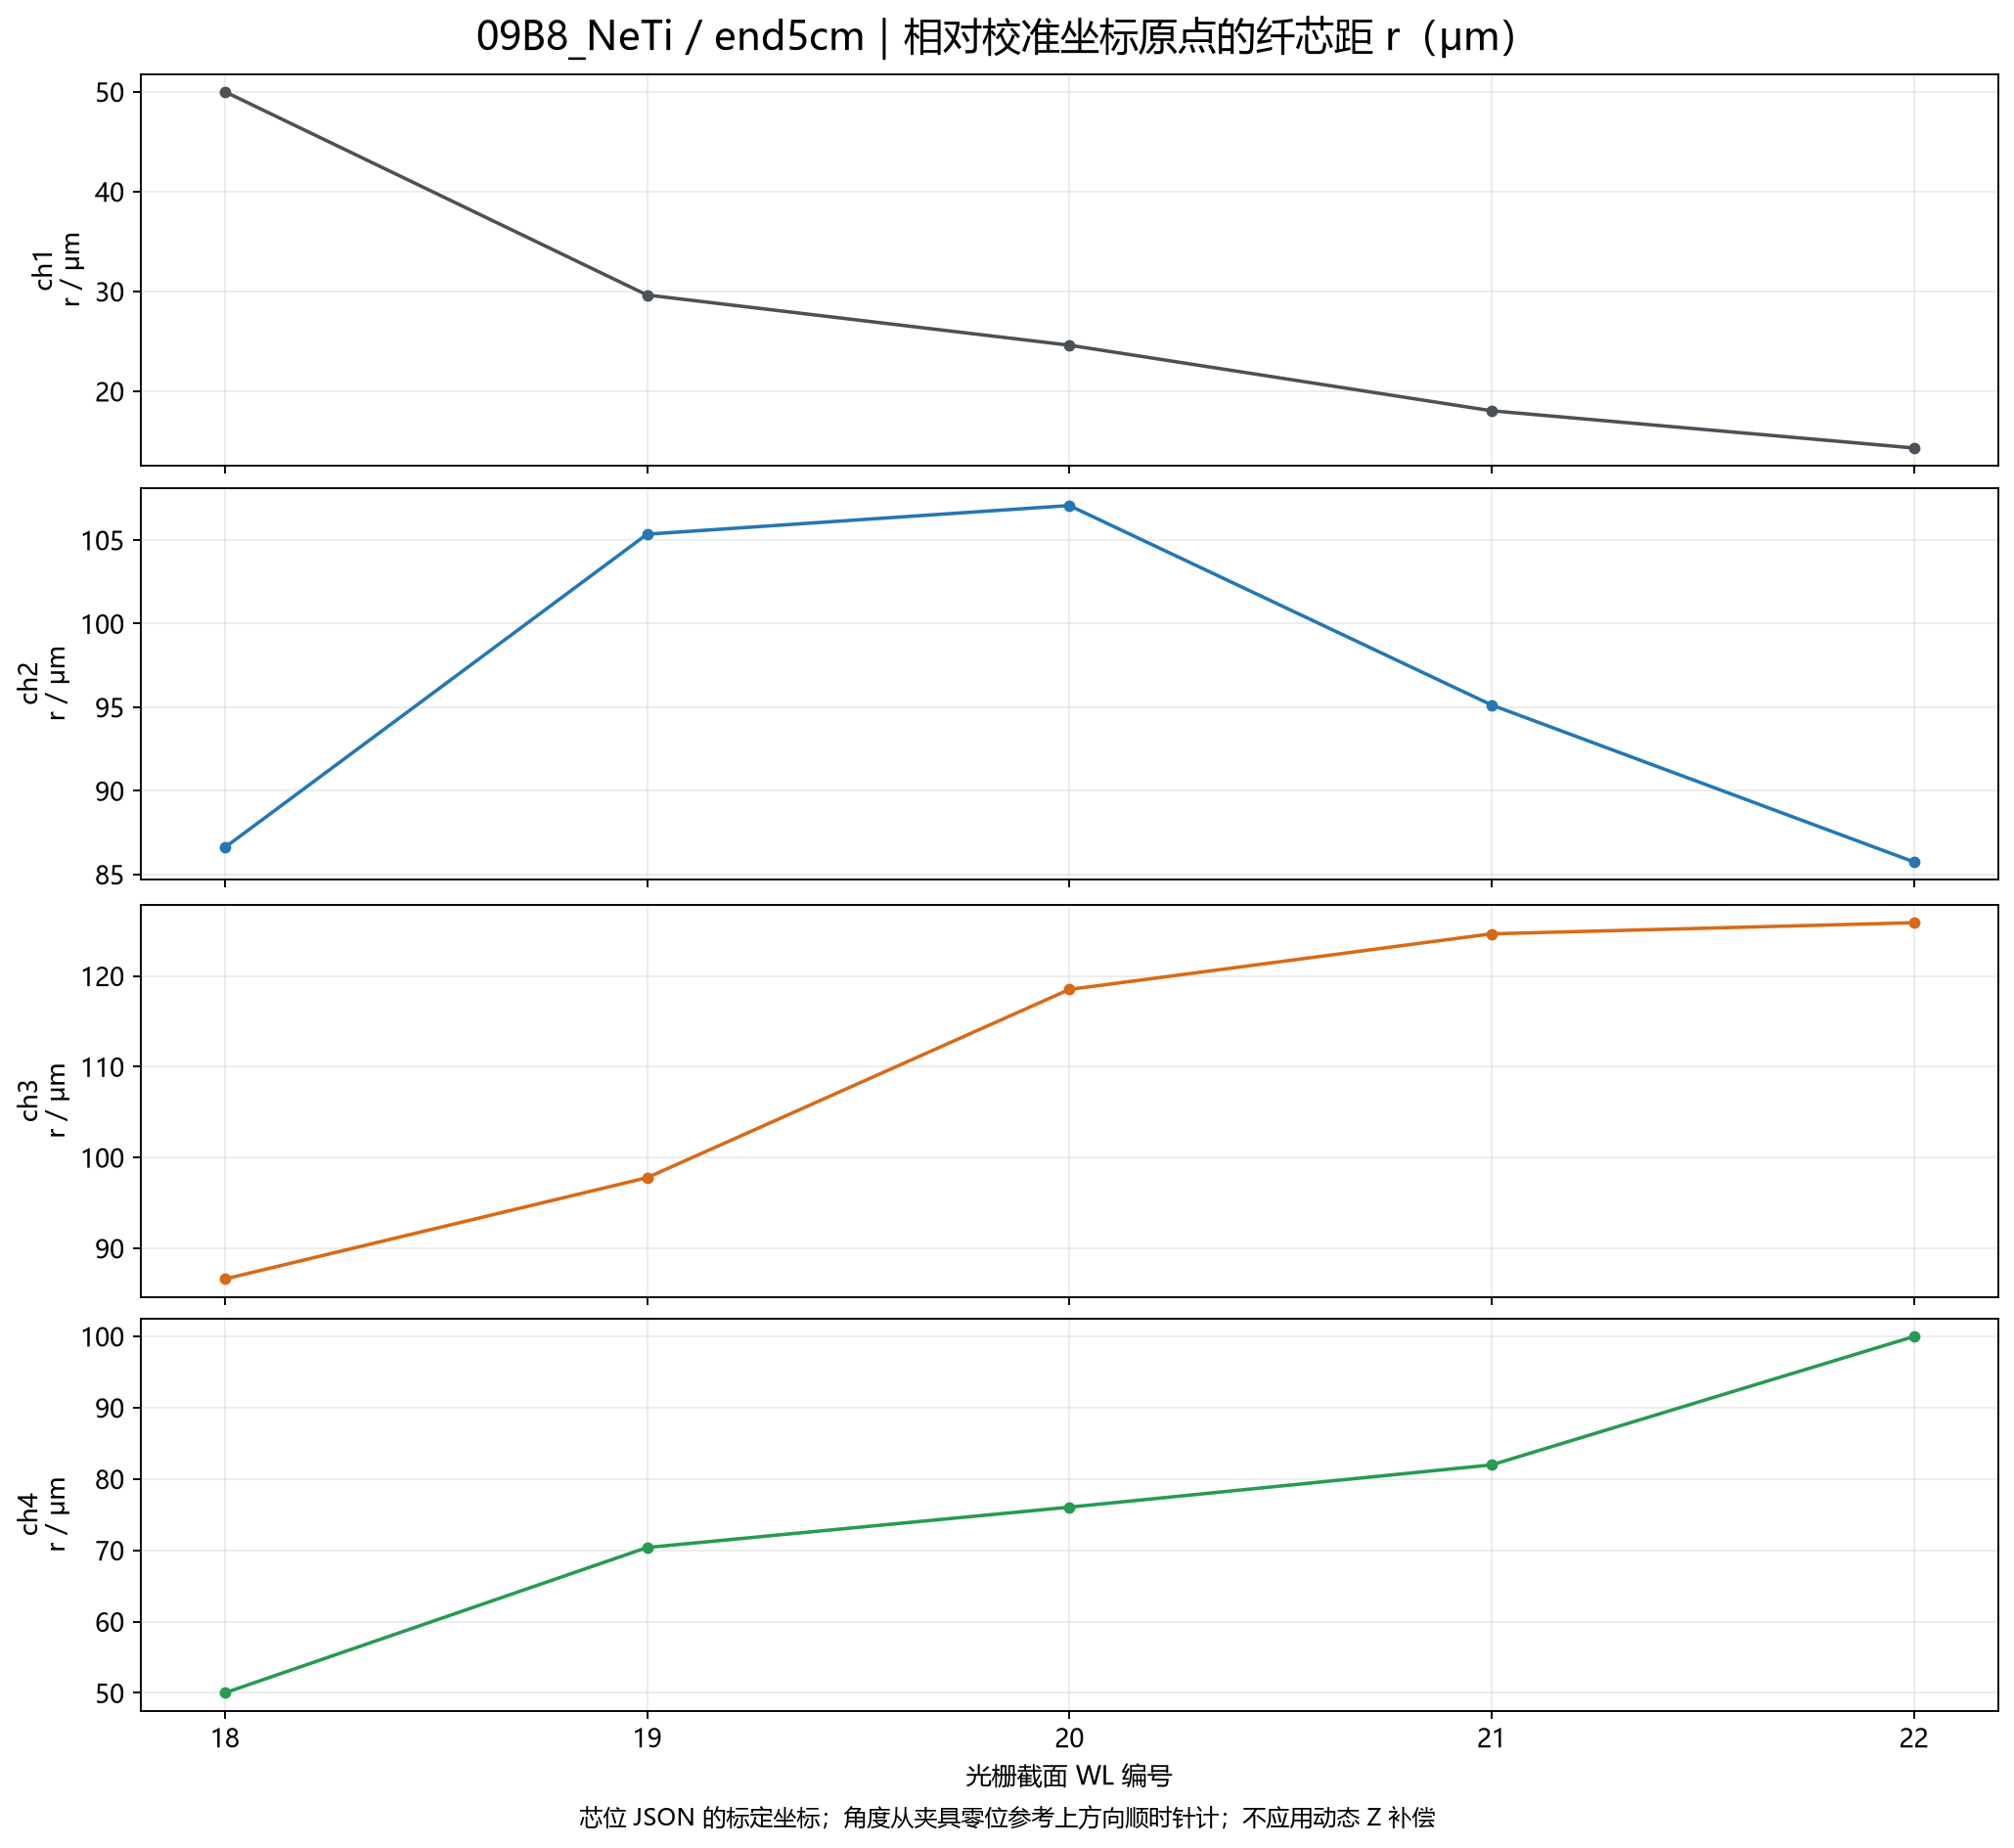 09B8_NeTi / end5cm | 相对校准坐标原点的纤芯距 r（µm）
50
40
30
20
ch1
r / µm
105
100
95
90
85
ch2
r / µm
120
110
100
90
ch3
r / µm
100
90
80
70
60
50
ch4
r / µm
18 19 20 21 22
光栅截面 WL 编号
芯位 JSON 的标定坐标；角度从夹具零位参考上方向顺时针计；不应用动态 Z 补偿